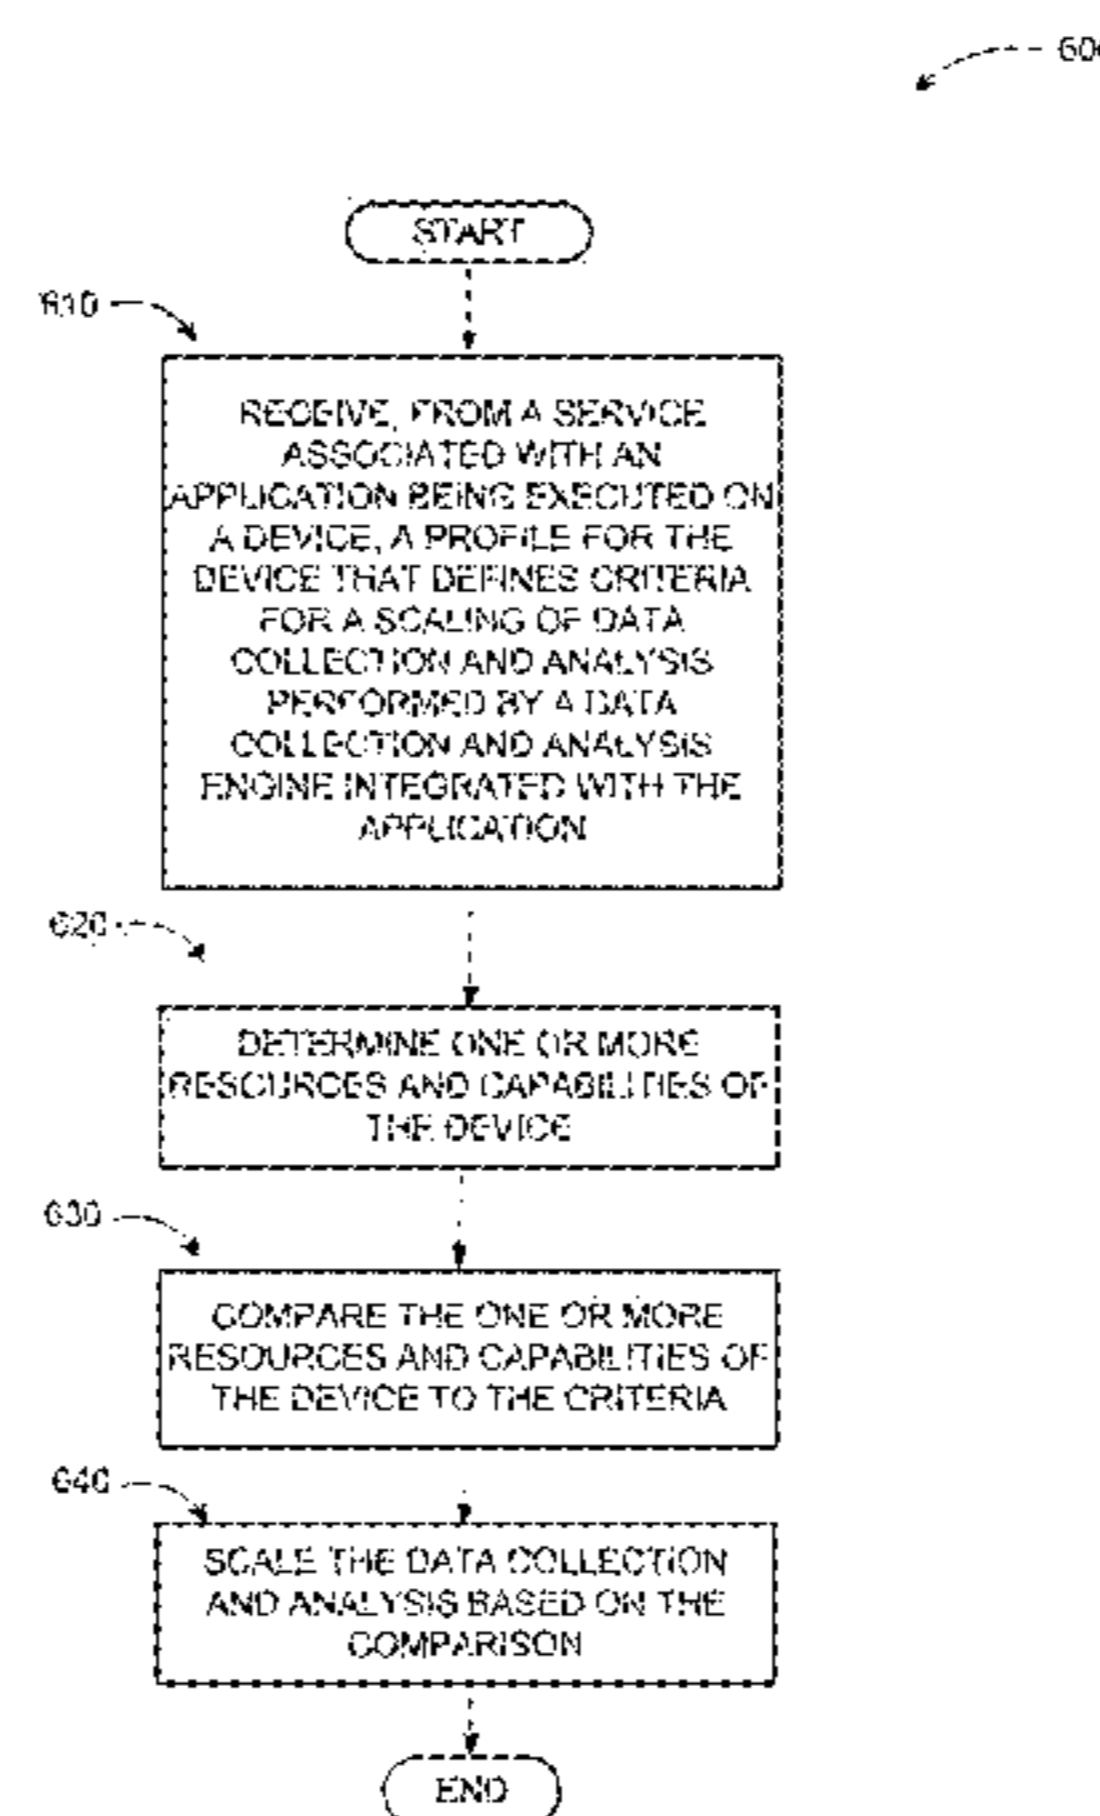 START
610
RECEIVE, FROM A SERVICE
ASSOCIATED WITH AN
APPLICATION BEING EXECUTED ON
A DEVICE, A PROFILE FOR THE
DEVICE THAT DEFINES CRITERIA
FOR A SCALING OF DATA
COLLECTION AND ANALYSIS
PERFORMED BY A DATA
COLLECTION AND ANALYSIS
ENGINE INTEGRATED WITH THE
APPLICATION
620
DETERMINE ONE OR MORE
RESOURCES AND CAPABILITIES OF
THE DEVICE
630
COMPARE THE ONE OR MORE
RESOURCES AND CAPABILITIES OF
THE DEVICE TO THE CRITERIA
640
SCALE THE DATA COLLECTION
AND ANALYSIS BASED ON THE
COMPARISON
END